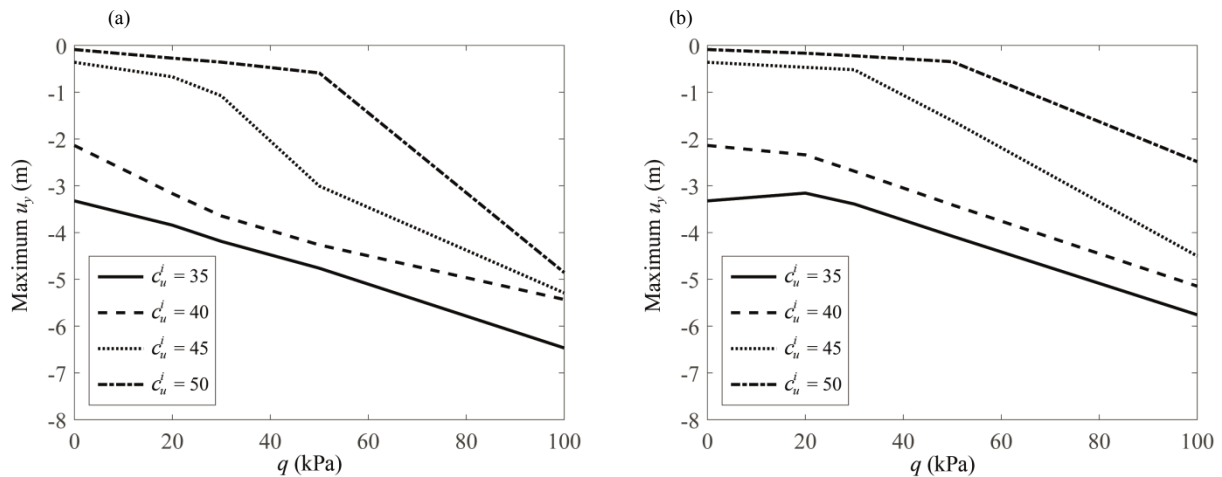 (a)
0
-1
-2
-3
-4
-5
-6
-7
-8
Maximum u_y (m)
c_u^i = 35
c_u^i = 40
c_u^i = 45
c_u^i = 50
0 20 40 60 80 100
q (kPa)
(b)
0
-1
-2
-3
-4
-5
-6
-7
-8
Maximum u_y (m)
c_u^i = 35
c_u^i = 40
c_u^i = 45
c_u^i = 50
0 20 40 60 80 100
q (kPa)